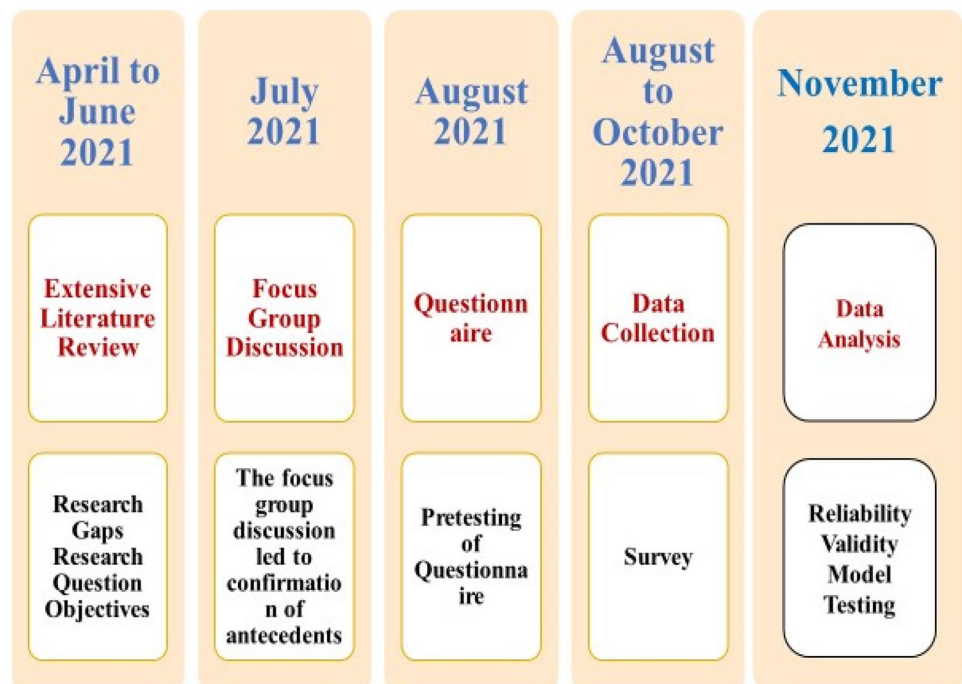 April to
June
2021
Extensive
Literature
Review
Research
Gaps
Research
Question
Objectives
July
2021
Focus
Group
Discussion
The focus
group
discussion
led to
confirmatio
n of
antecedents
August
2021
Questionn
aire
Pretesting
of
Questionna
ire
August
to
October
2021
Data
Collection
Survey
November
2021
Data
Analysis
Reliability
Validity
Model
Testing